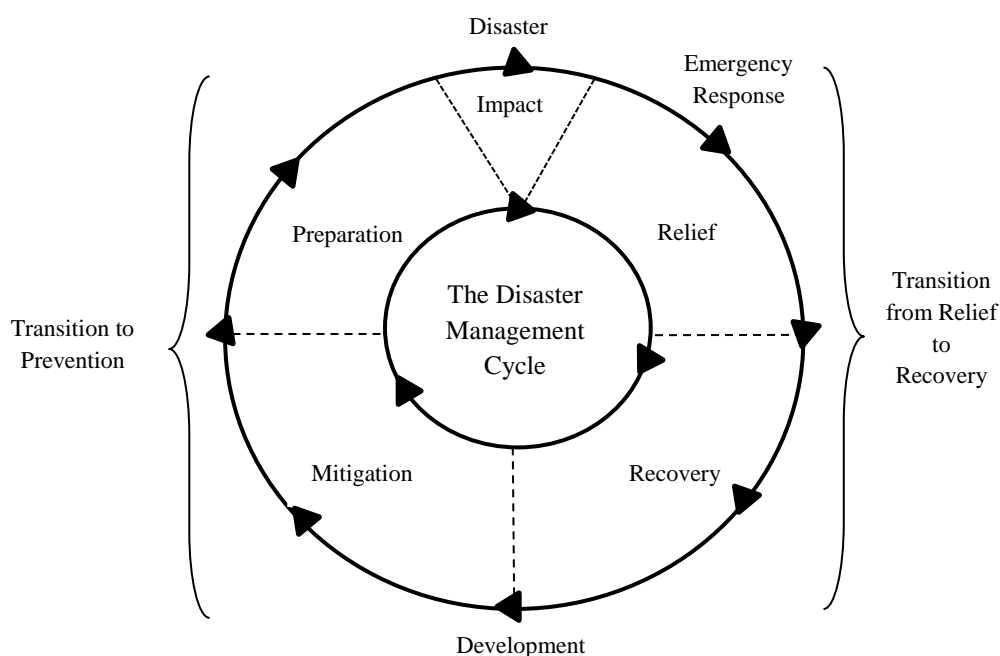 Disaster
Emergency
Response
Impact
Preparation
Relief
The Disaster
Management
Cycle
Transition to
Prevention
Transition
from Relief
to
Recovery
Mitigation
Recovery
Development